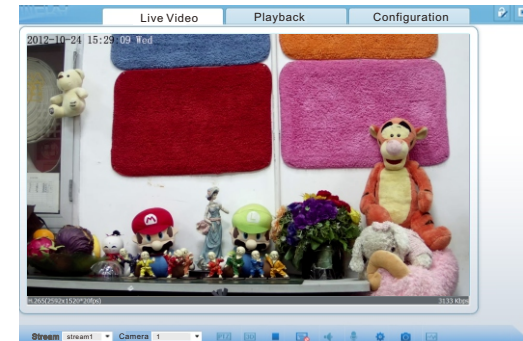 Live Video
Playback
Configuration
2012-10-24 15:29:09 Wed
H.265(2592x1520*20fps)
3133 Kbps
Stream stream1 Camera 1